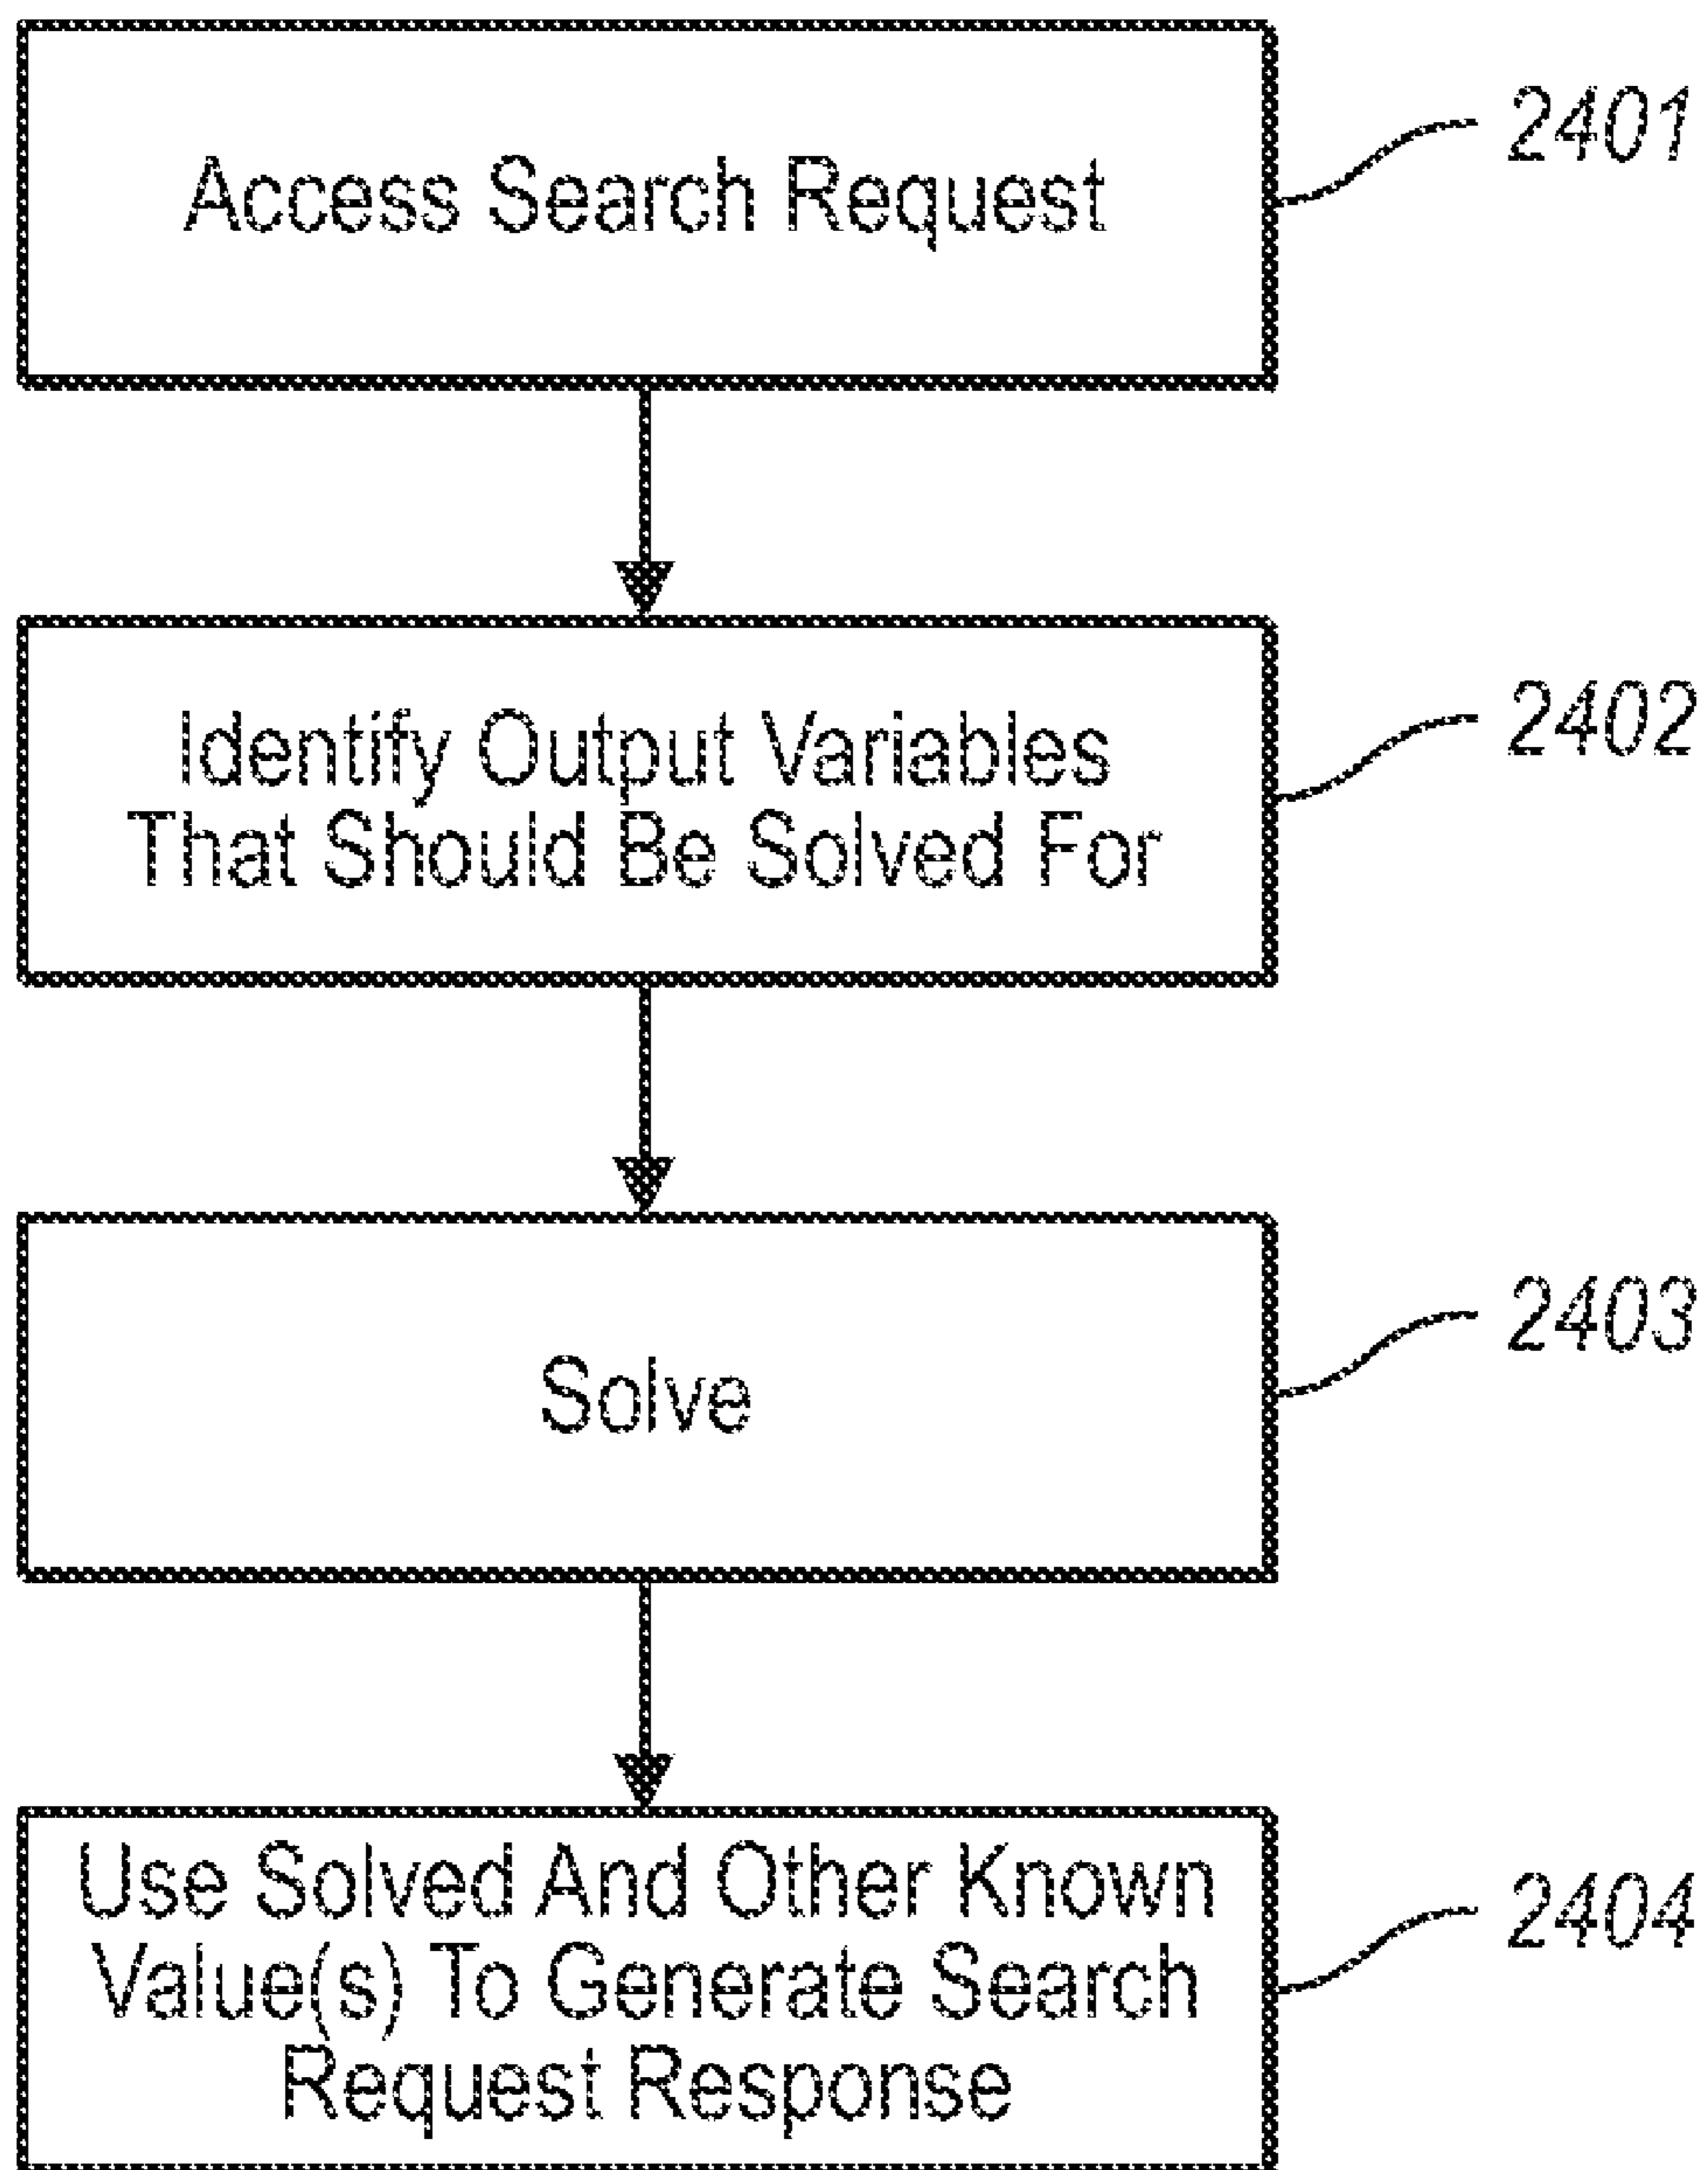 Access Search Request
2401
Identify Output Variables
That Should Be Solved For
2402
Solve
2403
Use Solved And Other Known
Value(s) To Generate Search
Request Response
2404